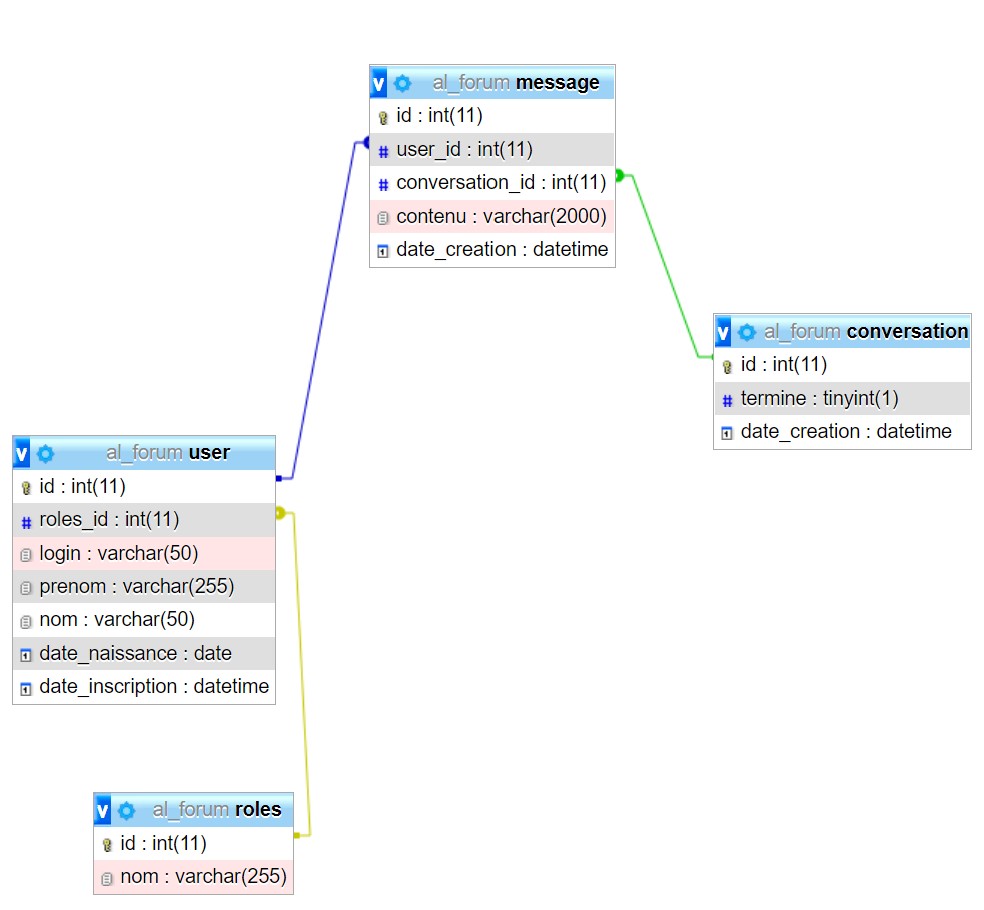 v al_forum message
id : int(11)
# user_id : int(11)
# conversation_id : int(11)
contenu : varchar(2000)
date_creation : datetime
v al_forum conversation
id : int(11)
# termine : tinyint(1)
date_creation : datetime
v al_forum user
id : int(11)
# roles_id : int(11)
login : varchar(50)
prenom : varchar(255)
nom : varchar(50)
date_naissance : date
date_inscription : datetime
v al_forum roles
id : int(11)
nom : varchar(255)